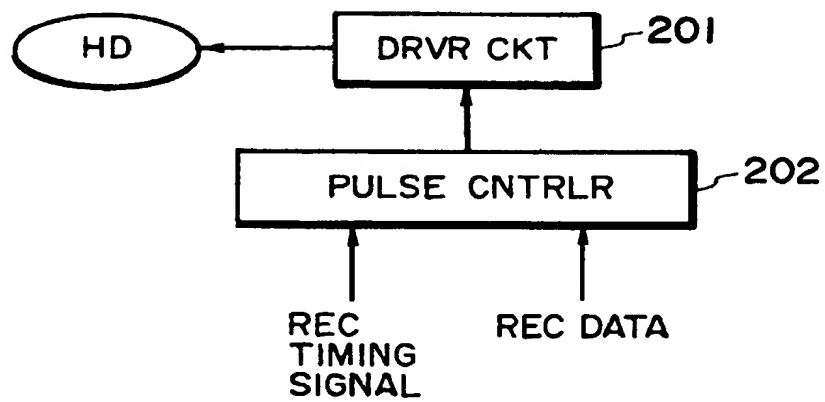 HD
DRVR CKT
201
PULSE CNTRLR
202
REC
TIMING
SIGNAL
REC DATA